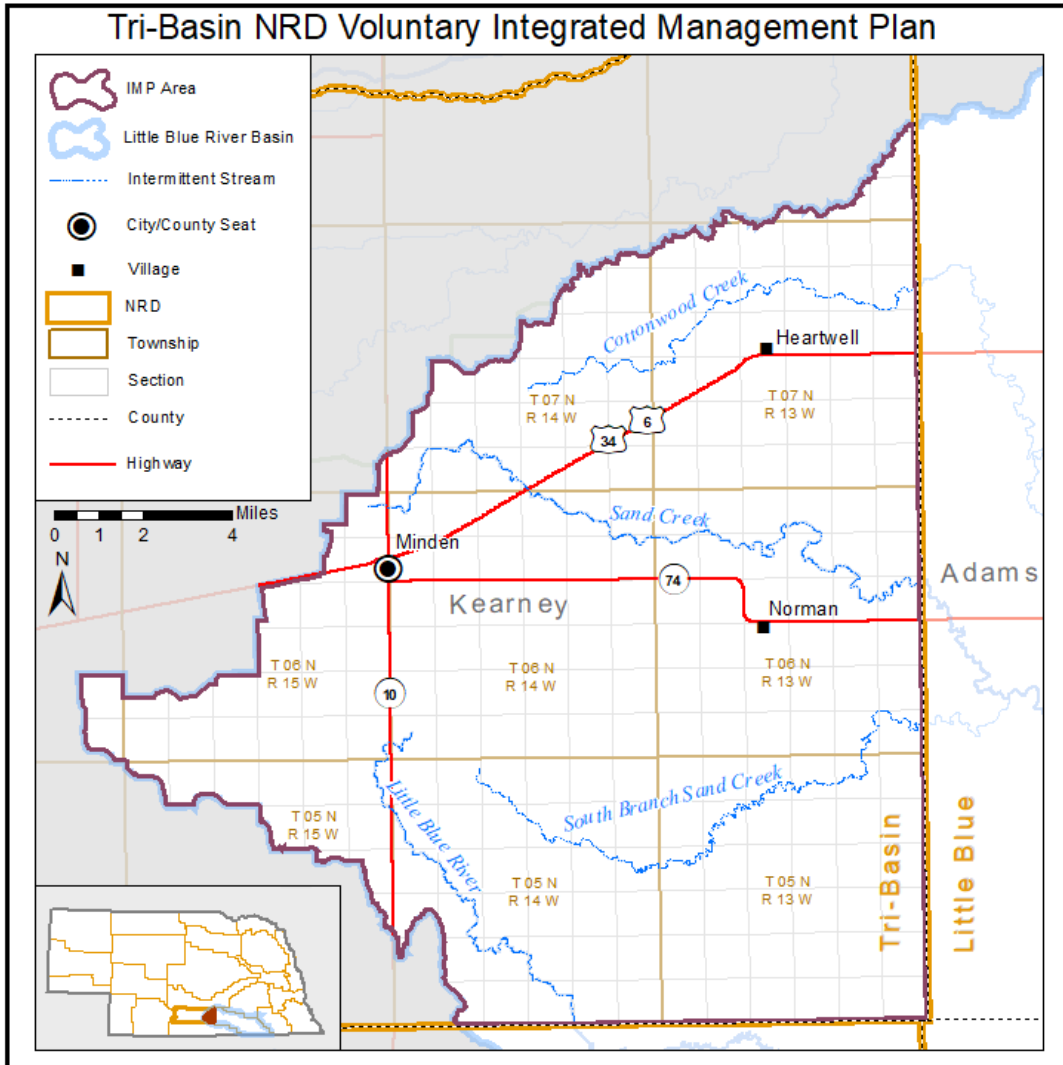 Tri-Basin NRD Voluntary Integrated Management Plan
IMP Area
Little Blue River Basin
Intermittent Stream
City/County Seat
Village
NRD
Township
Section
County
Highway
Miles
0 1 2 4
N
Cottonwood Creek
Heartwell
T 07 N
R 14 W
T 07 N
R 13 W
6
34
Sand Creek
Minden
74
Adams
Kearney
Norman
T 06 N
R 15 W
T 06 N
R 14 W
T 06 N
R 13 W
10
Little Blue River
South Branch Sand Creek
T 05 N
R 15 W
T 05 N
R 14 W
T 05 N
R 13 W
Tri-Basin
Little Blue